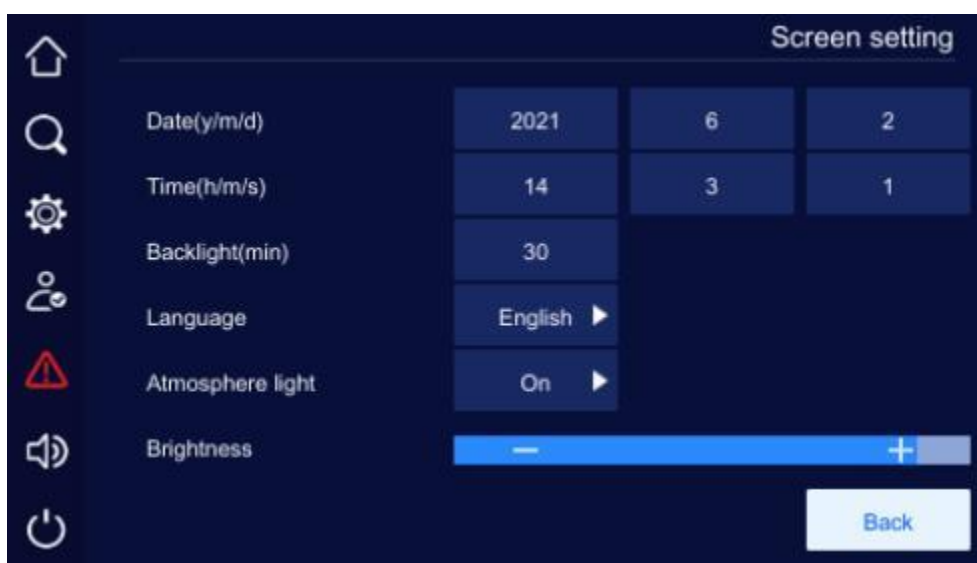 Screen setting
Date(y/m/d) 2021 6 2
Time(h/m/s) 14 3 1
Backlight(min) 30
Language English
Atmosphere light On
Brightness − +
Back